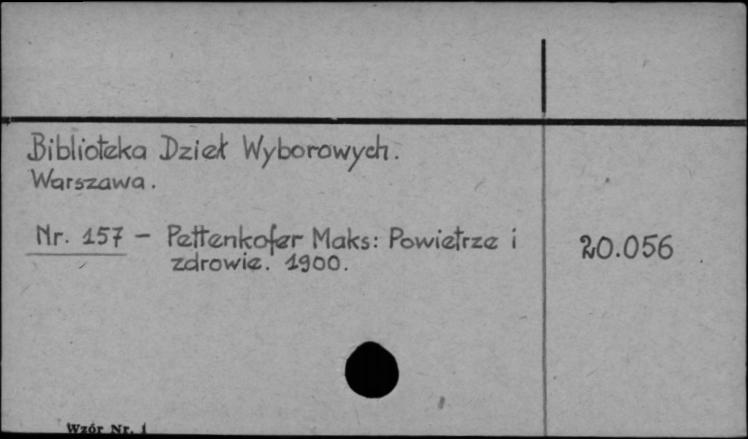 Biblioteka Dzieł Wyborowych.
Warszawa.
Nr. 157 – Pettenkofer Maks: Powietrze i
zdrowie. 1900.
20.056
Wzór Nr. 1